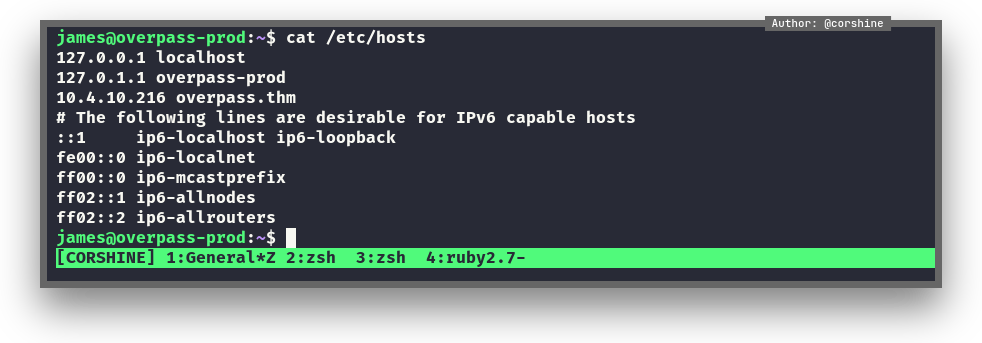 Author: @corshine
james@overpass-prod:~$ cat /etc/hosts
127.0.0.1 localhost
127.0.1.1 overpass-prod
10.4.10.216 overpass.thm
# The following lines are desirable for IPv6 capable hosts
::1     ip6-localhost ip6-loopback
fe00::0 ip6-localnet
ff00::0 ip6-mcastprefix
ff02::1 ip6-allnodes
ff02::2 ip6-allrouters
james@overpass-prod:~$
[CORSHINE] 1:General*Z 2:zsh  3:zsh  4:ruby2.7-